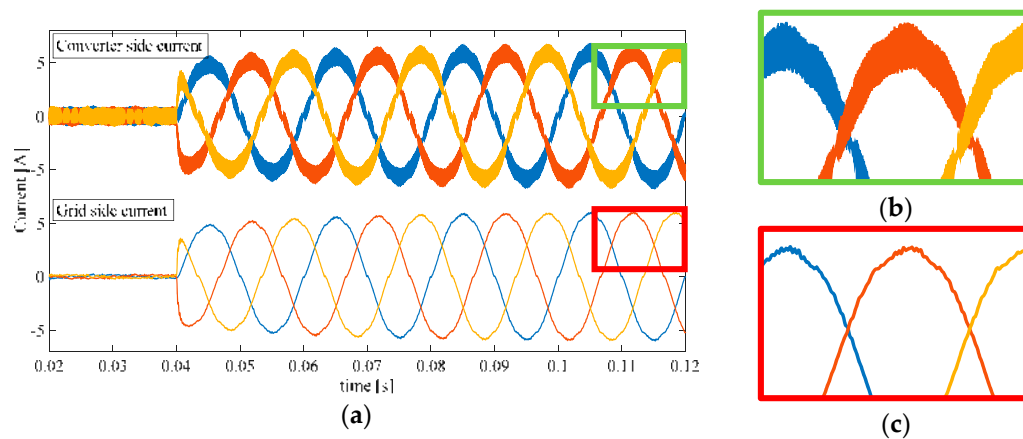 Converter side current
5
0
-5
Current [A]
Grid side current
5
0
-5
0.02 0.03 0.04 0.05 0.06 0.07 0.08 0.09 0.1 0.11 0.12
time [s]
(a)
(b)
(c)